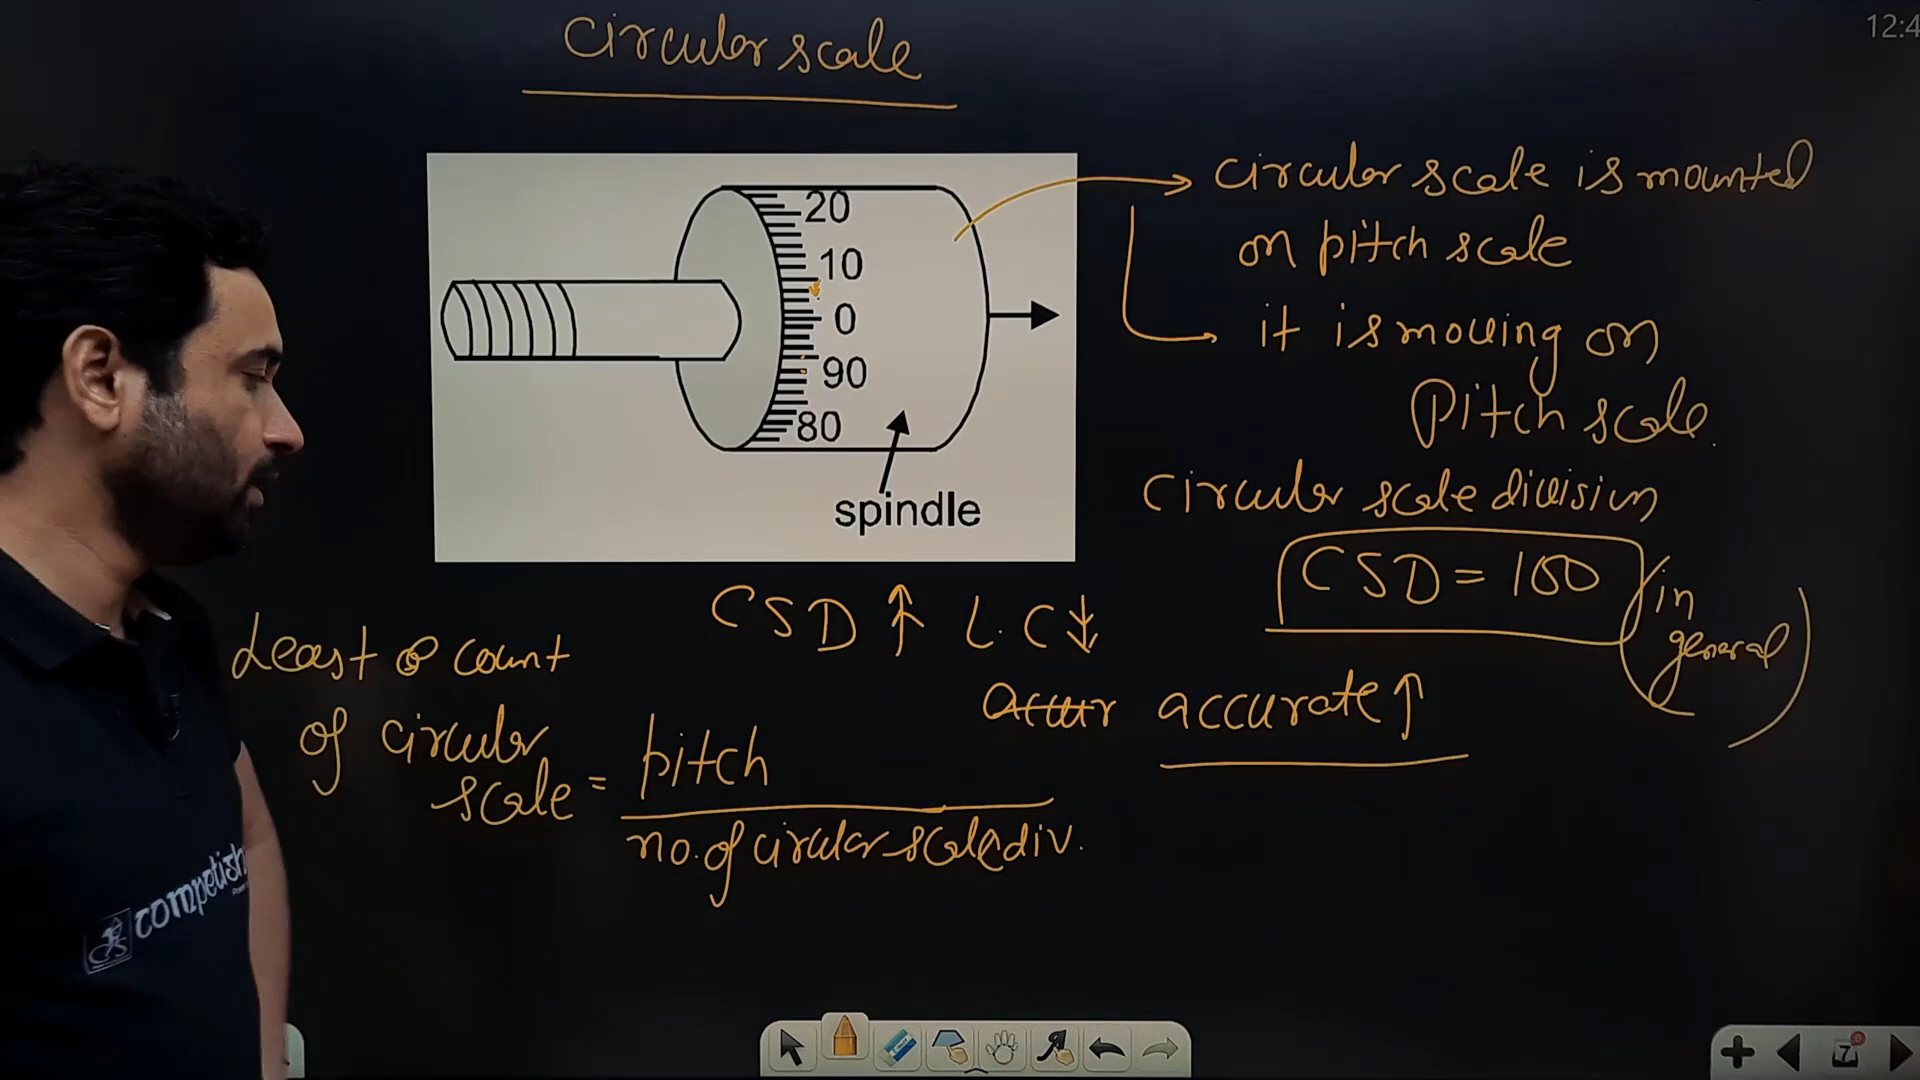 12:4
Circular scale
20
10
0
90
80
spindle
circular scale is mounted
on pitch scale
it is moving on
Pitch scale.
Circular scale division
CSD = 100
in
general
CSD ↑ L.C ↓
accurate ↑
Least count
of circular
scale = pitch
no. of circular scale div.
competish
CS
7